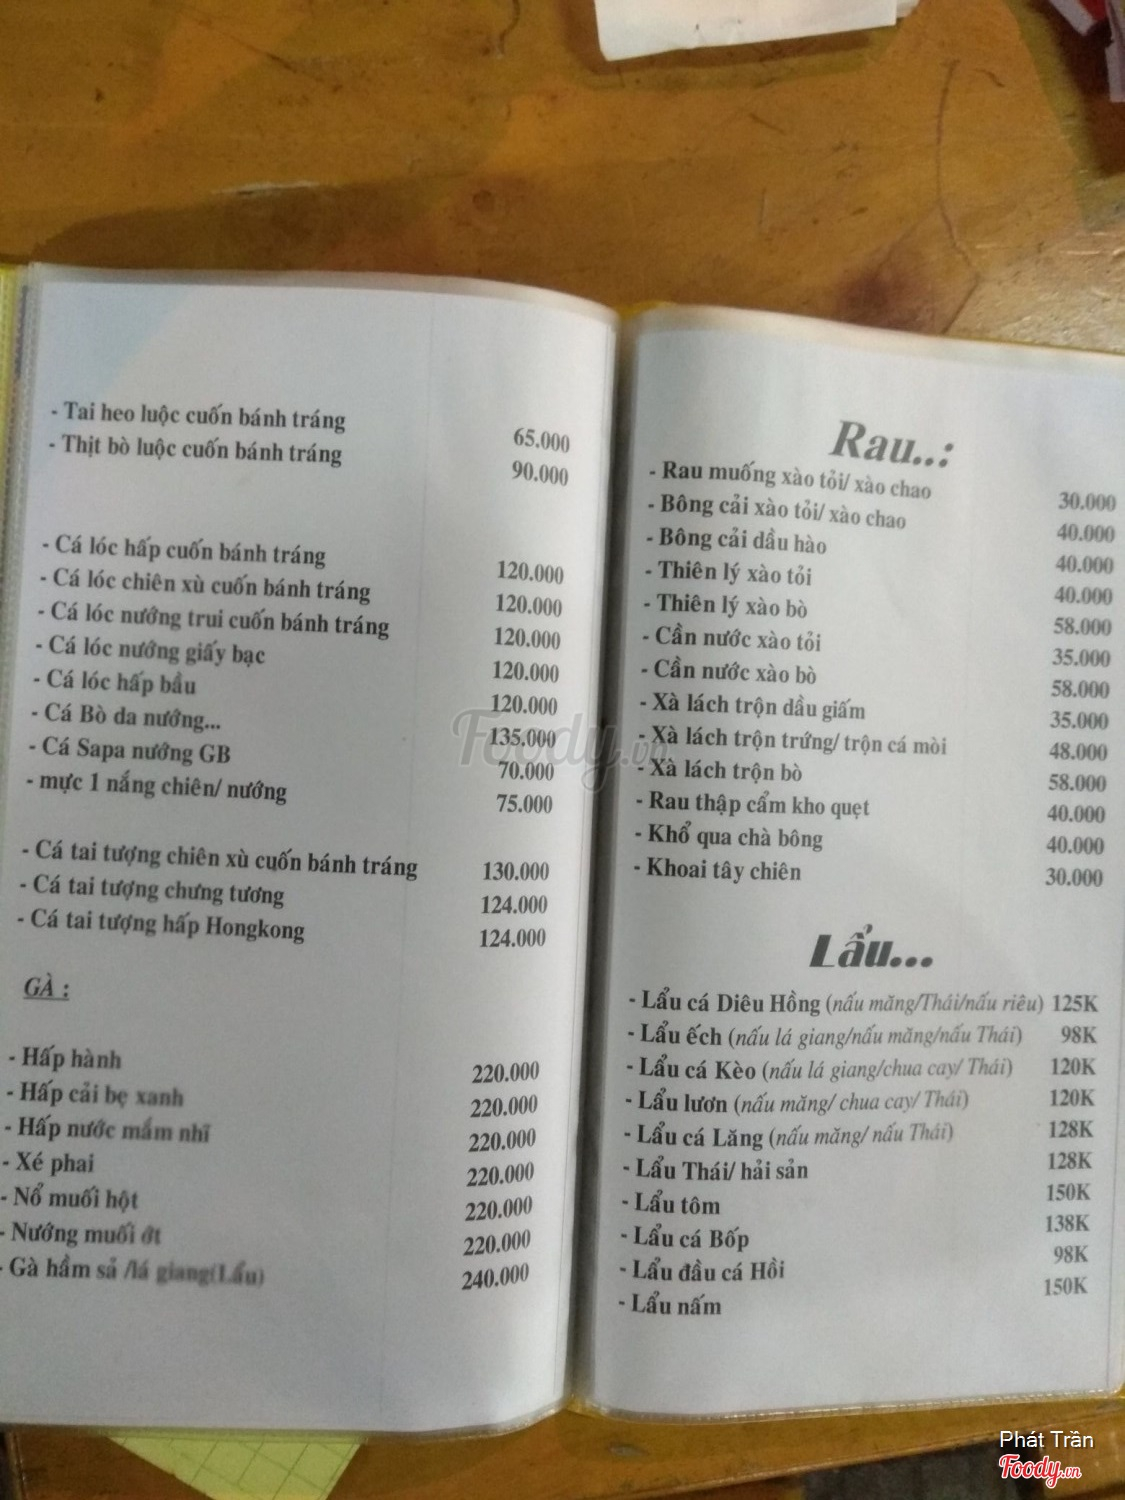 - Tai heo luộc cuốn bánh tráng 65.000
- Thịt bò luộc cuốn bánh tráng 90.000
- Cá lóc hấp cuốn bánh tráng 120.000
- Cá lóc chiên xù cuốn bánh tráng 120.000
- Cá lóc nướng trui cuốn bánh tráng 120.000
- Cá lóc nướng giấy bạc 120.000
- Cá lóc hấp bầu 120.000
- Cá Bò da nướng... 135.000
- Cá Sapa nướng GB 70.000
- mực 1 nắng chiên/ nướng 75.000
- Cá tai tượng chiên xù cuốn bánh tráng 130.000
- Cá tai tượng chưng tương 124.000
- Cá tai tượng hấp Hongkong 124.000
GÀ :
- Hấp hành 220.000
- Hấp cải bẹ xanh 220.000
- Hấp nước mắm nhĩ 220.000
- Xé phai 220.000
- Nổ muối hột 220.000
- Nướng muối ớt 220.000
- Gà hầm sả /lá giang(Lẩu) 240.000
Rau..:
- Rau muống xào tỏi/ xào chao 30.000
- Bông cải xào tỏi/ xào chao 40.000
- Bông cải dầu hào 40.000
- Thiên lý xào tỏi 40.000
- Thiên lý xào bò 58.000
- Cần nước xào tỏi 35.000
- Cần nước xào bò 58.000
- Xà lách trộn dầu giấm 35.000
- Xà lách trộn trứng/ trộn cá mòi 48.000
- Xà lách trộn bò 58.000
- Rau thập cẩm kho quẹt 40.000
- Khổ qua chà bông 40.000
- Khoai tây chiên 30.000
Lẩu...
- Lẩu cá Diêu Hồng (nấu măng/Thái/nấu riêu) 125K
- Lẩu ếch (nấu lá giang/nấu măng/nấu Thái) 98K
- Lẩu cá Kèo (nấu lá giang/chua cay/ Thái) 120K
- Lẩu lươn (nấu măng/ chua cay/ Thái) 120K
- Lẩu cá Lăng (nấu măng/ nấu Thái) 128K
- Lẩu Thái/ hải sản 128K
- Lẩu tôm 150K
- Lẩu cá Bốp 138K
- Lẩu đầu cá Hồi 98K
- Lẩu nấm 150K
Foody.vn
Phát Trần
Foody.vn